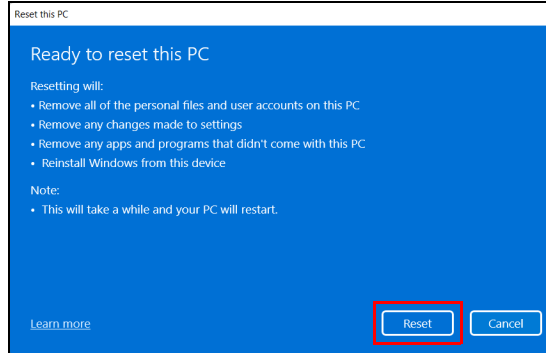 Reset this PC
Ready to reset this PC
Resetting will:
• Remove all of the personal files and user accounts on this PC
• Remove any changes made to settings
• Remove any apps and programs that didn't come with this PC
• Reinstall Windows from this device
Note:
• This will take a while and your PC will restart.
Learn more
Reset
Cancel